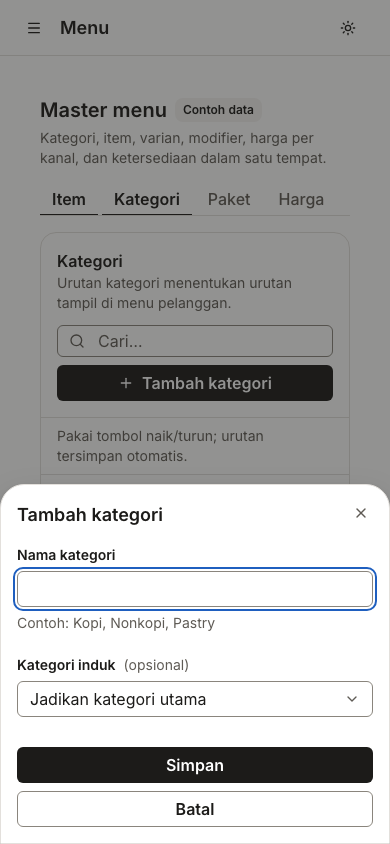 Menu
Master menu
Contoh data
Kategori, item, varian, modifier, harga per
kanal, dan ketersediaan dalam satu tempat.
Item
Kategori
Paket
Harga
Kategori
Urutan kategori menentukan urutan
tampil di menu pelanggan.
Cari...
Tambah kategori
Pakai tombol naik/turun; urutan
tersimpan otomatis.
Tambah kategori
Nama kategori
Contoh: Kopi, Nonkopi, Pastry
Kategori induk (opsional)
Jadikan kategori utama
Simpan
Batal